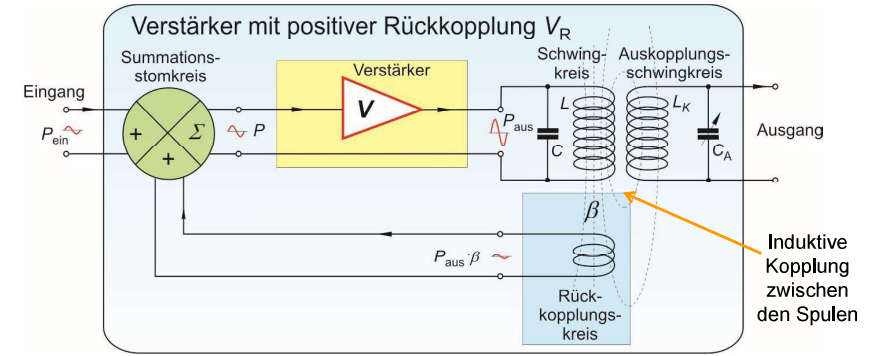 Verstärker mit positiver Rückkopplung V_R
Summations-
stomkreis
Verstärker
Schwing-
kreis
Auskopplungs-
schwingkreis
Eingang
P_ein
+
Σ
+
P
V
P_aus
L
C
L_K
C_A
Ausgang
β
P_aus·β
Rück-
kopplungs-
kreis
Induktive
Kopplung
zwischen
den Spulen